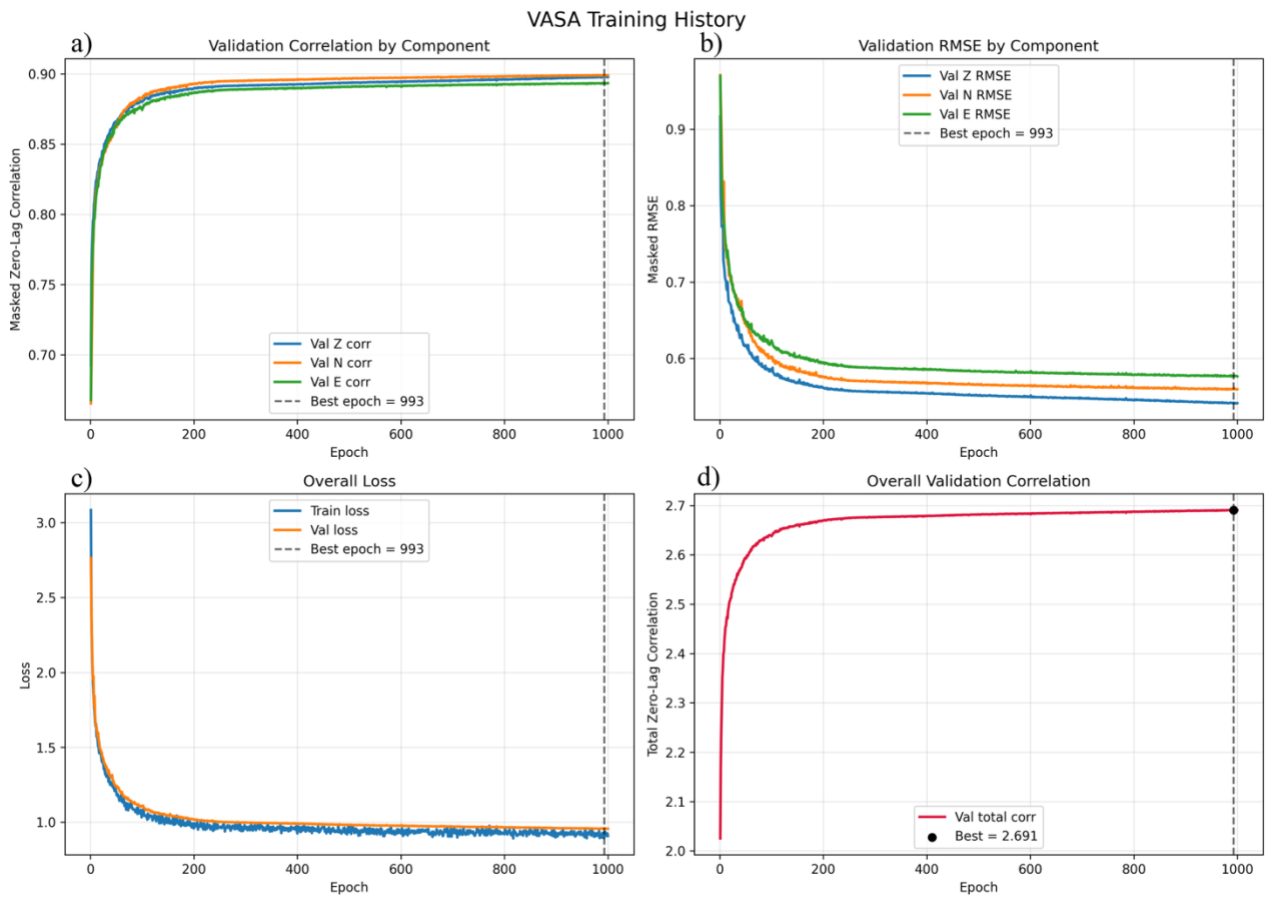 VASA Training History
a)
Validation Correlation by Component
Masked Zero-Lag Correlation
0.90
0.85
0.80
0.75
0.70
Val Z corr
Val N corr
Val E corr
Best epoch = 993
0 200 400 600 800 1000
Epoch
b)
Validation RMSE by Component
Masked RMSE
0.9
0.8
0.7
0.6
Val Z RMSE
Val N RMSE
Val E RMSE
Best epoch = 993
0 200 400 600 800 1000
Epoch
c)
Overall Loss
Loss
3.0
2.5
2.0
1.5
1.0
Train loss
Val loss
Best epoch = 993
0 200 400 600 800 1000
Epoch
d)
Overall Validation Correlation
Total Zero-Lag Correlation
2.7
2.6
2.5
2.4
2.3
2.2
2.1
2.0
Val total corr
Best = 2.691
0 200 400 600 800 1000
Epoch